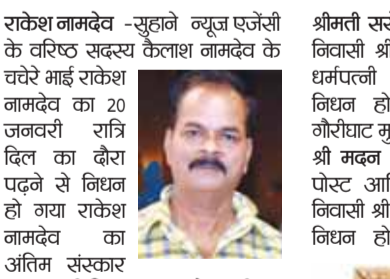 राकेश नामदेव -सुहाने न्यूज एजेंसी
के वरिष्ठ सदस्य कैलाश नामदेव के
चचेरे भाई राकेश
नामदेव का 20
जनवरी रात्रि
दिल का दौरा
पढ़ने से निधन
हो गया राकेश
नामदेव का
अंतिम संस्कार
श्रीमती
निवासी श्री
धर्मपत्नी
निधन हो
गौरीघाट
श्री मदन
पोस्ट
निवासी श्री
निधन हो